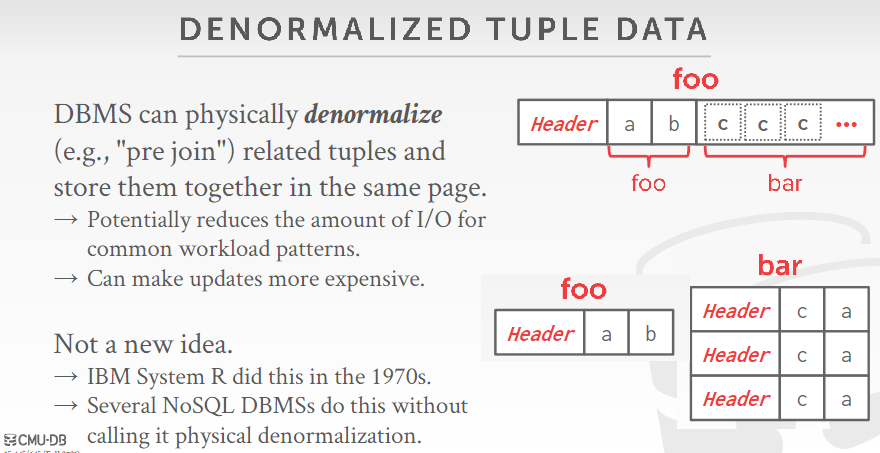 DENORMALIZED TUPLE DATA
DBMS can physically denormalize
(e.g., "pre join") related tuples and
store them together in the same page.
→ Potentially reduces the amount of I/O for
common workload patterns.
→ Can make updates more expensive.
Not a new idea.
→ IBM System R did this in the 1970s.
→ Several NoSQL DBMSs do this without
calling it physical denormalization.
foo
Header a b c c c •••
foo bar
foo
Header a b
bar
Header c a
Header c a
Header c a
CMU-DB